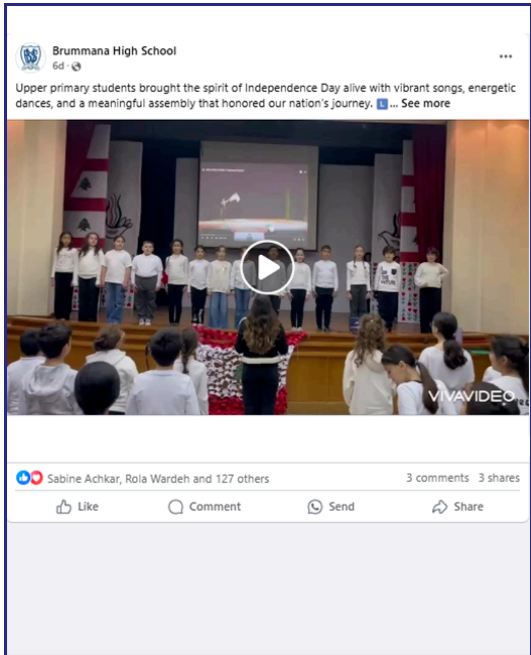 Brummana High School
6d ·
Upper primary students brought the spirit of Independence Day alive with vibrant songs, energetic
dances, and a meaningful assembly that honored our nation's journey. 🇱... See more
VIVAVIDEO
Sabine Achkar, Rola Wardeh and 127 others
3 comments 3 shares
Like
Comment
Send
Share